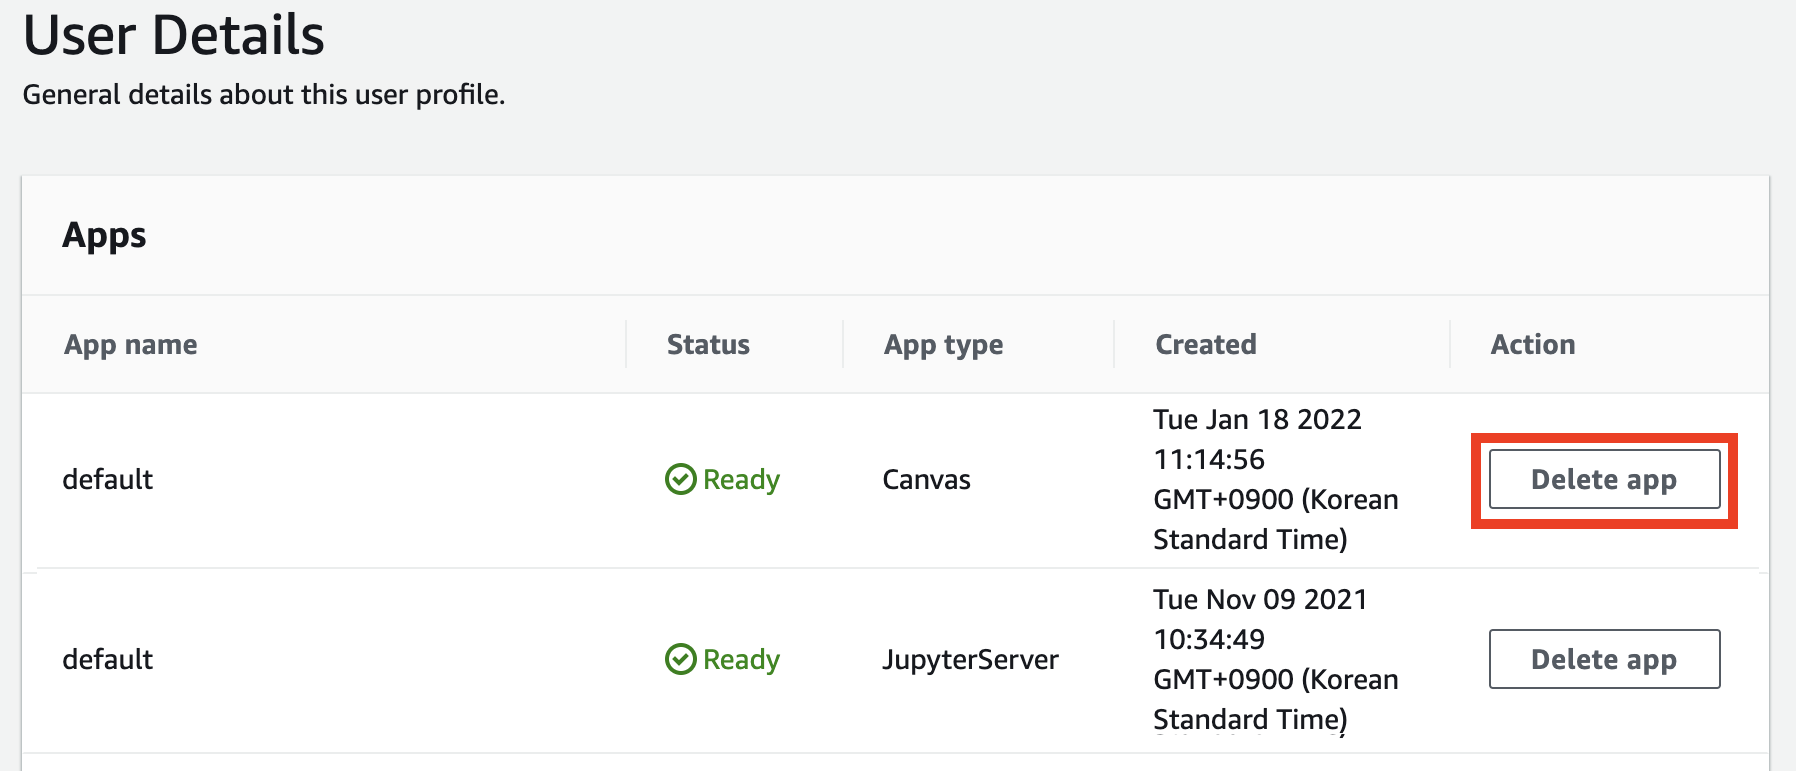 User Details
General details about this user profile.
Apps
App name Status App type Created Action
default Ready Canvas Tue Jan 18 2022
11:14:56
GMT+0900 (Korean
Standard Time) Delete app
default Ready JupyterServer Tue Nov 09 2021
10:34:49
GMT+0900 (Korean
Standard Time) Delete app